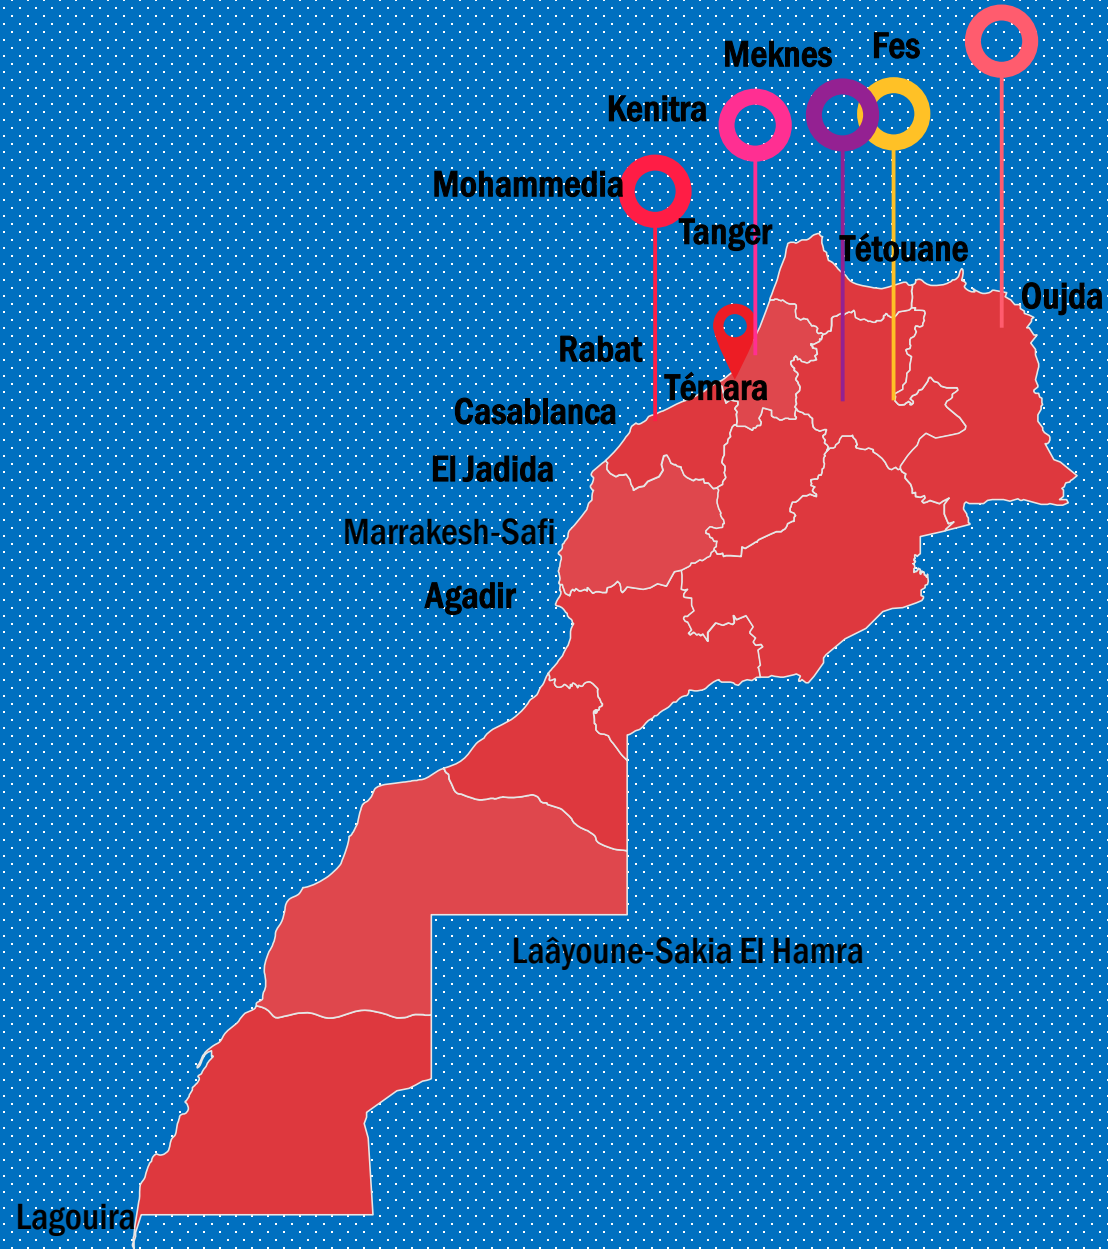 Fes
Meknes
Kenitra
Mohammedia
Tanger
Tétouane
Oujda
Rabat
Témara
Casablanca
El Jadida
Marrakesh-Safi
Agadir
Laâyoune-Sakia El Hamra
Lagouira